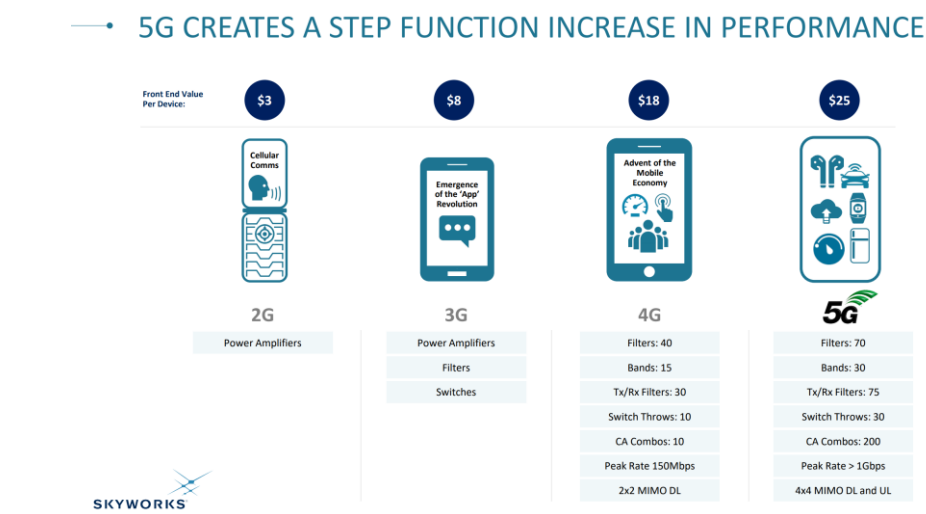 5G CREATES A STEP FUNCTION INCREASE IN PERFORMANCE
Front End Value
Per Device:
$3
$8
$18
$25
Cellular
Comms
Emergence
of the 'App'
Revolution
Advent of the
Mobile
Economy
2G
3G
4G
5G
Power Amplifiers
Power Amplifiers
Filters
Switches
Filters: 40
Bands: 15
Tx/Rx Filters: 30
Switch Throws: 10
CA Combos: 10
Peak Rate 150Mbps
2x2 MIMO DL
Filters: 70
Bands: 30
Tx/Rx Filters: 75
Switch Throws: 30
CA Combos: 200
Peak Rate > 1Gbps
4x4 MIMO DL and UL
SKYWORKS